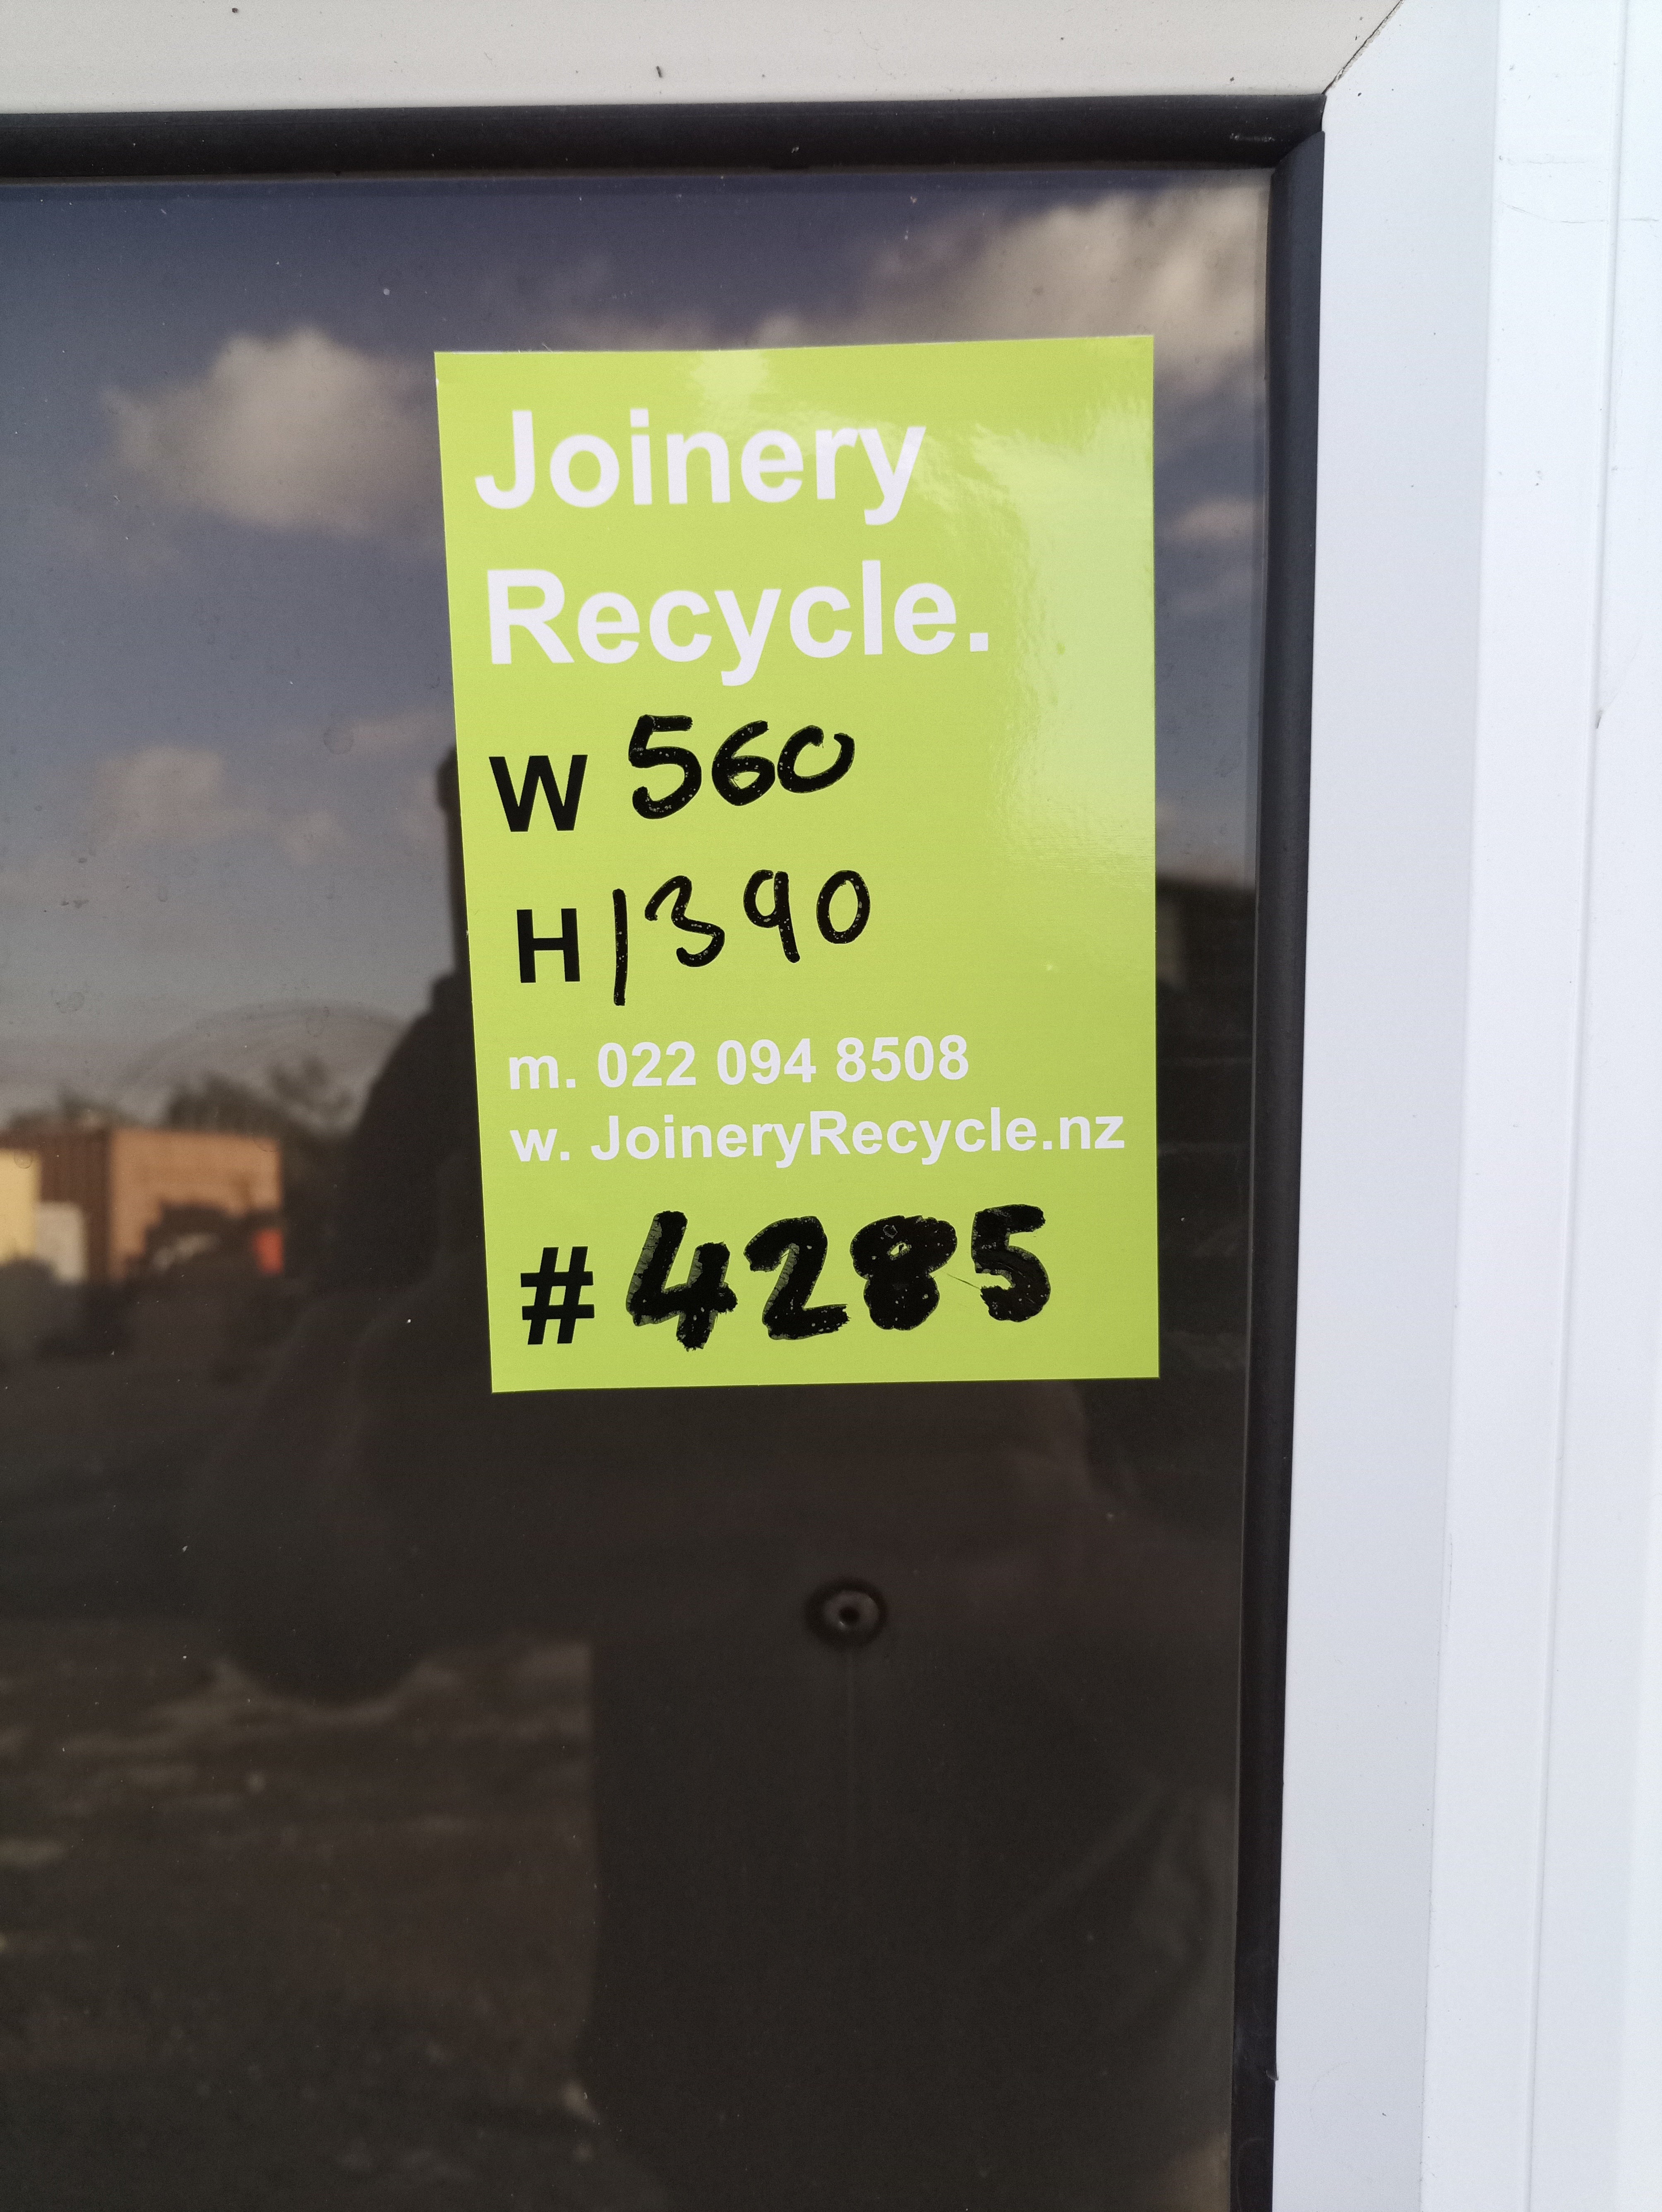 Joinery
Recycle.
W 560
H 1390
m. 022 094 8508
w. JoineryRecycle.nz
# 4285